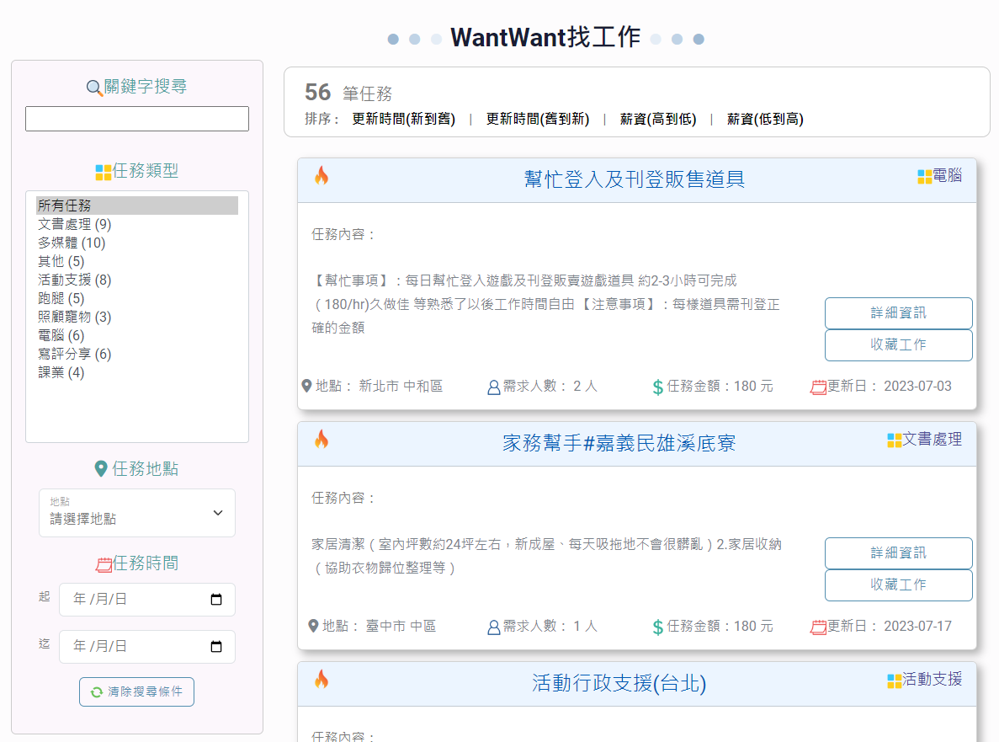 WantWant找工作
關鍵字搜尋
任務類型
所有任務
文書處理 (9)
多媒體 (10)
其他 (5)
活動支援 (8)
跑腿 (5)
照顧寵物 (3)
電腦 (6)
寫評分享 (6)
課業 (4)
任務地點
地點
請選擇地點
任務時間
起 年 /月/日
迄 年 /月/日
清除搜尋條件
56 筆任務
排序： 更新時間(新到舊) | 更新時間(舊到新) | 薪資(高到低) | 薪資(低到高)
幫忙登入及刊登販售道具
電腦
任務內容：
【幫忙事項】：每日幫忙登入遊戲及刊登販賣遊戲道具 約2-3小時可完成
（180/hr)久做佳 等熟悉了以後工作時間自由【注意事項】：每樣道具需刊登正
確的金額
詳細資訊
收藏工作
地點： 新北市 中和區 需求人數： 2 人 任務金額：180 元 更新日： 2023-07-03
家務幫手#嘉義民雄溪底寮
文書處理
任務內容：
家居清潔（室內坪數約24坪左右，新成屋、每天吸拖地不會很髒亂）2.家居收納
（協助衣物歸位整理等）
詳細資訊
收藏工作
地點： 臺中市 中區 需求人數： 1 人 任務金額：180 元 更新日： 2023-07-17
活動行政支援(台北)
活動支援
任務內容：